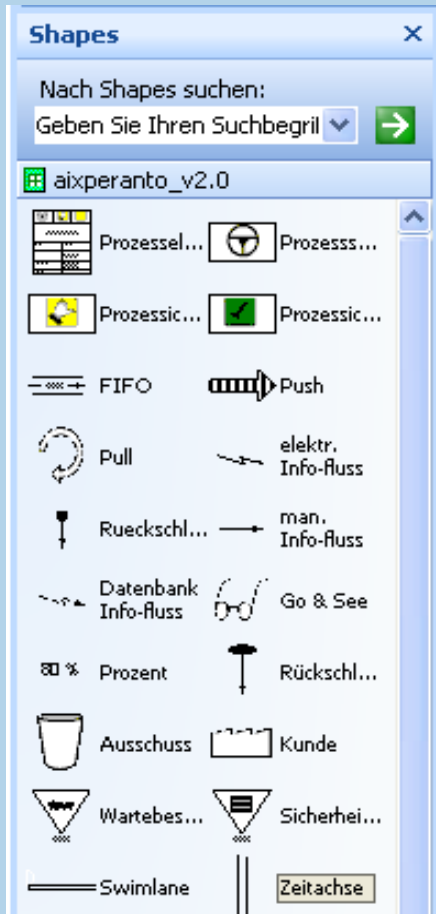 Shapes
Nach Shapes suchen:
Geben Sie Ihren Suchbegril
aixperanto_v2.0
Prozessel...
Prozesss...
Prozessic...
Prozessic...
FIFO
Push
Pull
elektr.
Info-fluss
Rueckschl...
man.
Info-fluss
Datenbank
Info-fluss
Go & See
80 %
Prozent
Rückschl...
Ausschuss
Kunde
Wartebes...
Sicherhei...
Swimlane
Zeitachse